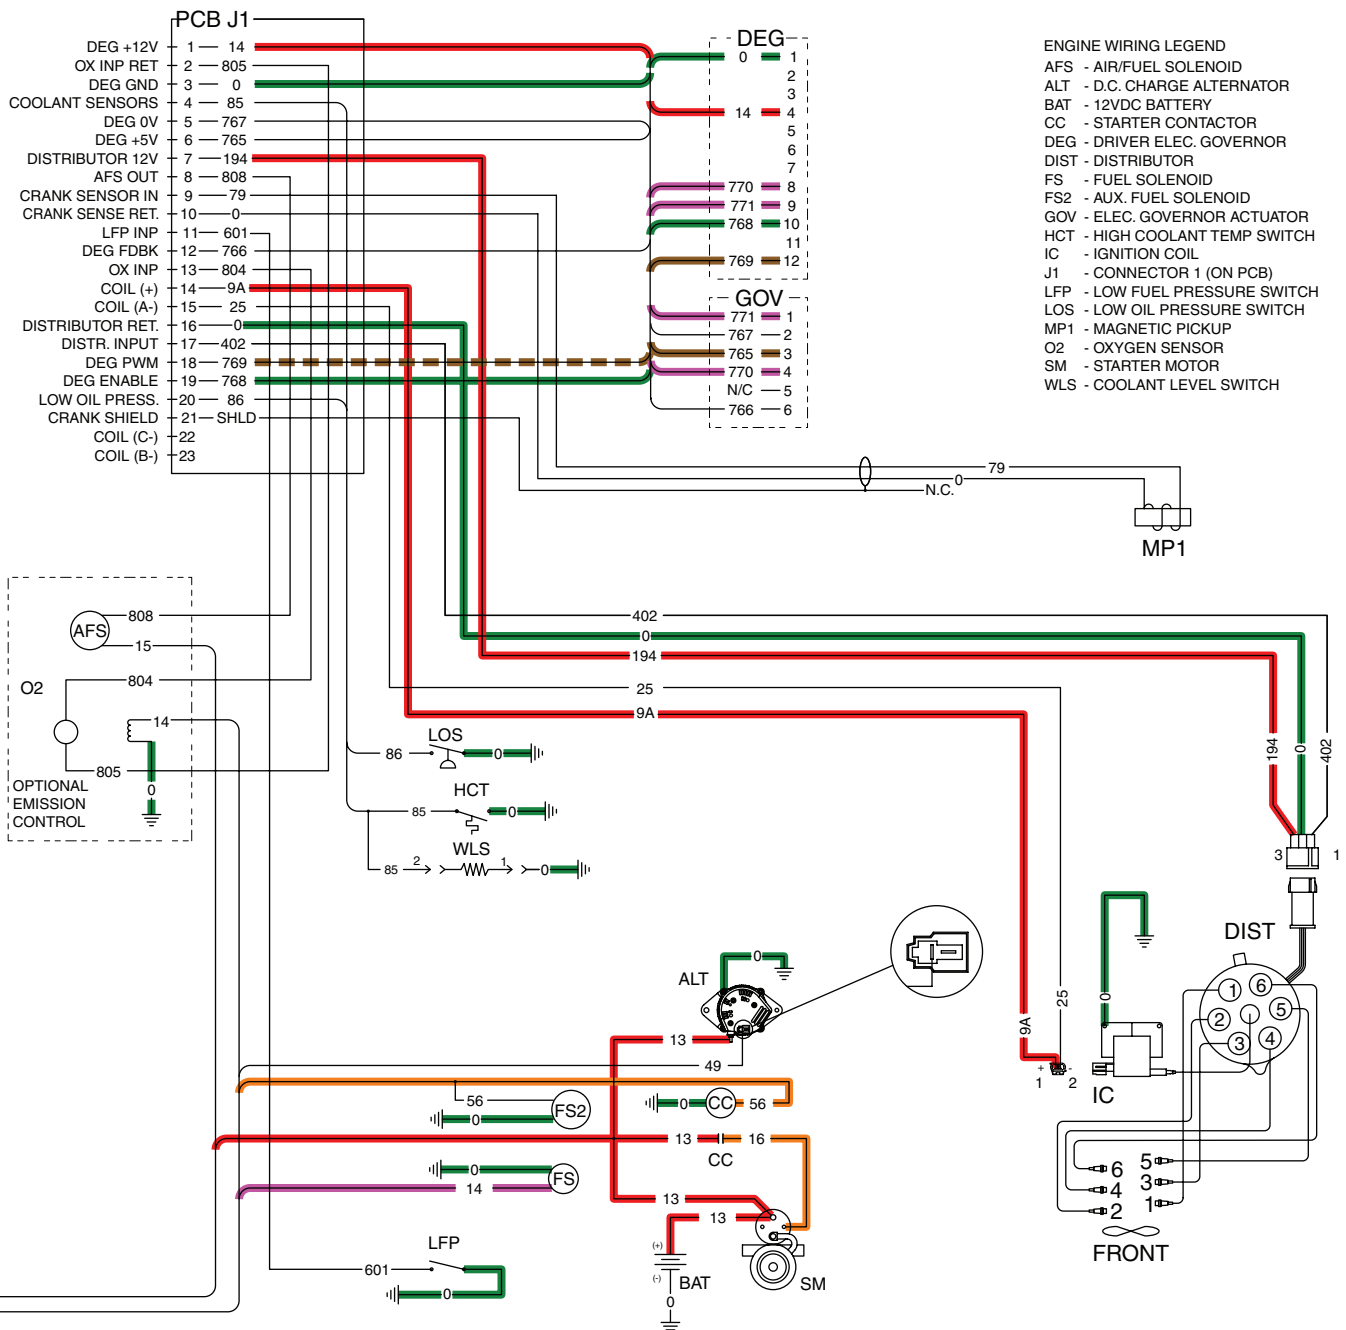 PCB J1
DEG +12V 1 14
OX INP RET 2 805
DEG GND 3 0
COOLANT SENSORS 4 85
DEG 0V 5 767
DEG +5V 6 765
DISTRIBUTOR 12V 7 194
AFS OUT 8 808
CRANK SENSOR IN 9 79
CRANK SENSE RET. 10 0
LFP INP 11 601
DEG FDBK 12 766
OX INP 13 804
COIL (+) 14 9A
COIL (A-) 15 25
DISTRIBUTOR RET. 16 0
DISTR. INPUT 17 402
DEG PWM 18 769
DEG ENABLE 19 768
LOW OIL PRESS. 20 86
CRANK SHIELD 21 SHLD
COIL (C-) 22
COIL (B-) 23
DEG
0 1
2
3
14 4
5
6
7
770 8
771 9
768 10
11
769 12
GOV
771 1
767 2
765 3
770 4
N/C 5
766 6
ENGINE WIRING LEGEND
AFS - AIR/FUEL SOLENOID
ALT - D.C. CHARGE ALTERNATOR
BAT - 12VDC BATTERY
CC - STARTER CONTACTOR
DEG - DRIVER ELEC. GOVERNOR
DIST - DISTRIBUTOR
FS - FUEL SOLENOID
FS2 - AUX. FUEL SOLENOID
GOV - ELEC. GOVERNOR ACTUATOR
HCT - HIGH COOLANT TEMP SWITCH
IC - IGNITION COIL
J1 - CONNECTOR 1 (ON PCB)
LFP - LOW FUEL PRESSURE SWITCH
LOS - LOW OIL PRESSURE SWITCH
MP1 - MAGNETIC PICKUP
O2 - OXYGEN SENSOR
SM - STARTER MOTOR
WLS - COOLANT LEVEL SWITCH
79
0
N.C.
MP1
808
AFS
15
804
O2
14
805
0
OPTIONAL
EMISSION
CONTROL
402
0
194
25
9A
194
0
402
LOS
86 0
HCT
85 0
WLS
85 2 1 0
3 1
DIST
1 6
2 5
3 4
0
25
9A
+ -
1 2
IC
ALT
0
13
49
56 FS2
0
0 CC 56
13 16
CC
0
FS
14
13
13
(+)
(-)
BAT
0
SM
LFP
601
0
6 5
4 3
2 1
FRONT